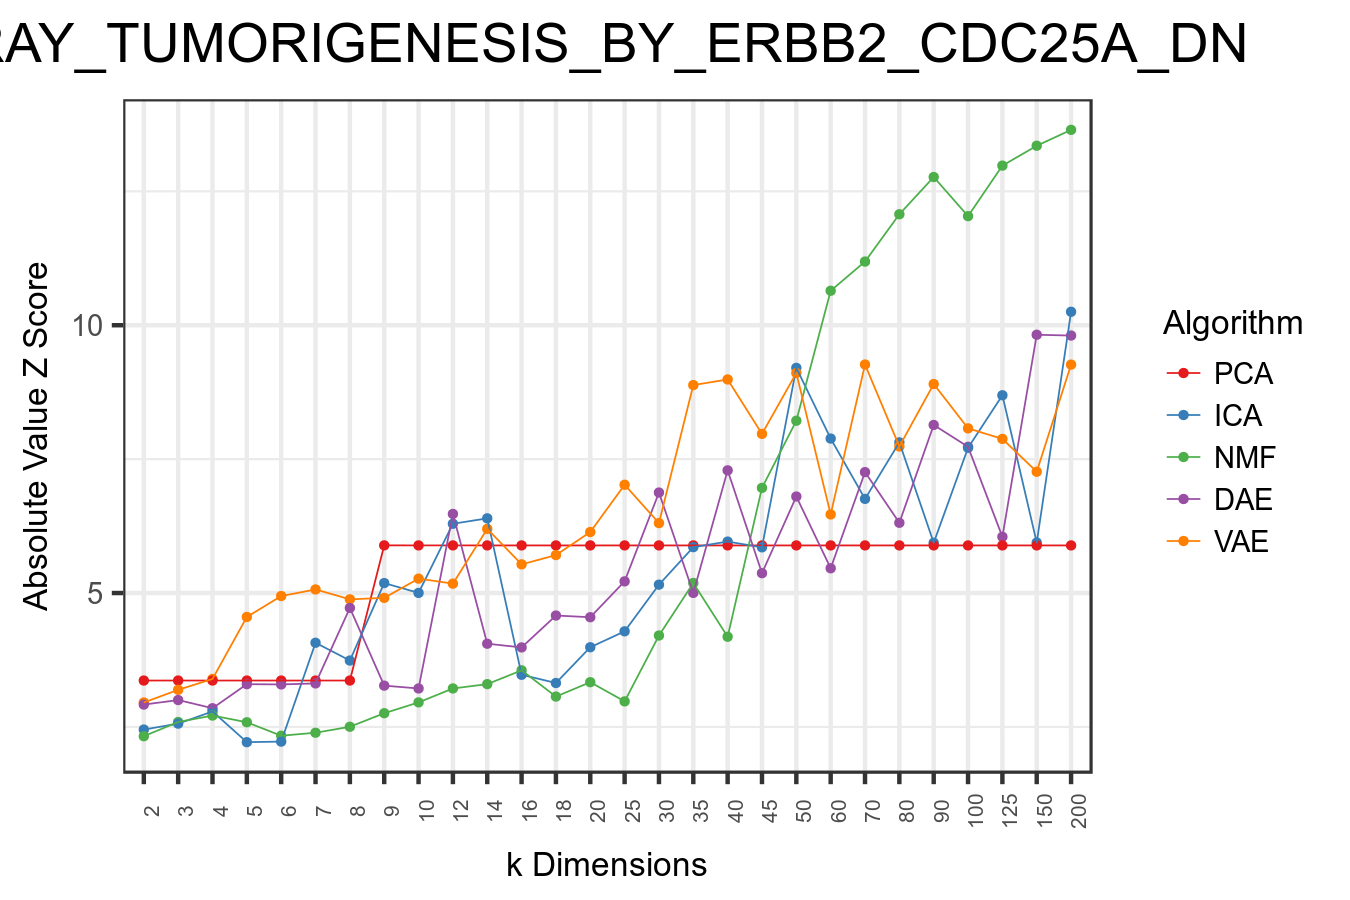 RAY_TUMORIGENESIS_BY_ERBB2_CDC25A_DN
Absolute Value Z Score
10
5
2 3 4 5 6 7 8 9 10 12 14 16 18 20 25 30 35 40 45 50 60 70 80 90 100 125 150 200
k Dimensions
Algorithm
PCA
ICA
NMF
DAE
VAE